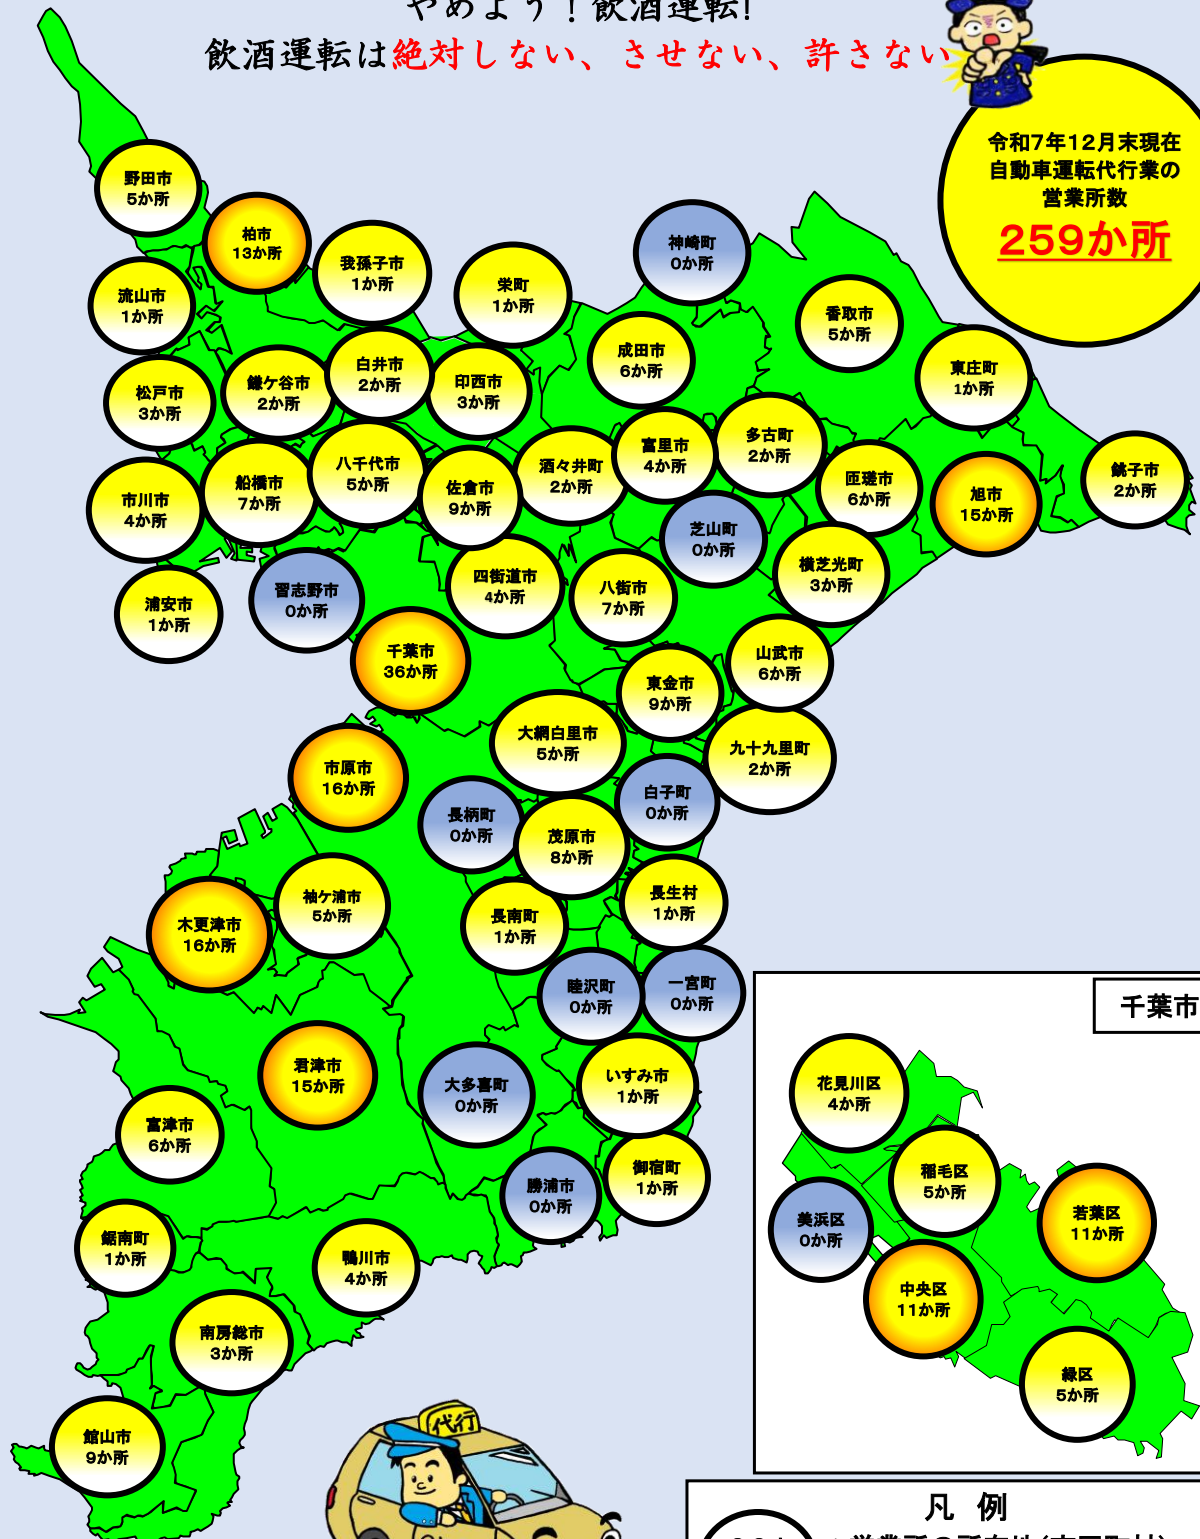 やめよう！飲酒運転!
飲酒運転は絶対しない、させない、許さない
令和7年12月末現在
自動車運転代行業の
営業所数
259か所
野田市
5か所
柏市
13か所
我孫子市
1か所
栄町
1か所
神崎町
0か所
香取市
5か所
流山市
1か所
成田市
6か所
東庄町
1か所
松戸市
3か所
鎌ケ谷市
2か所
白井市
2か所
印西市
3か所
富里市
4か所
多古町
2か所
銚子市
2か所
市川市
4か所
船橋市
7か所
八千代市
5か所
佐倉市
9か所
酒々井町
2か所
匝瑳市
6か所
旭市
15か所
芝山町
0か所
浦安市
1か所
習志野市
0か所
四街道市
4か所
八街市
7か所
横芝光町
3か所
千葉市
36か所
東金市
9か所
山武市
6か所
大網白里市
5か所
九十九里町
2か所
市原市
16か所
長柄町
0か所
茂原市
8か所
白子町
0か所
袖ケ浦市
5か所
長生村
1か所
木更津市
16か所
長南町
1か所
睦沢町
0か所
一宮町
0か所
君津市
15か所
大多喜町
0か所
いすみ市
1か所
富津市
6か所
勝浦市
0か所
御宿町
1か所
鋸南町
1か所
鴨川市
4か所
南房総市
3か所
館山市
9か所
代行
千葉市
花見川区
4か所
稲毛区
5か所
美浜区
0か所
若葉区
11か所
中央区
11か所
緑区
5か所
凡 例